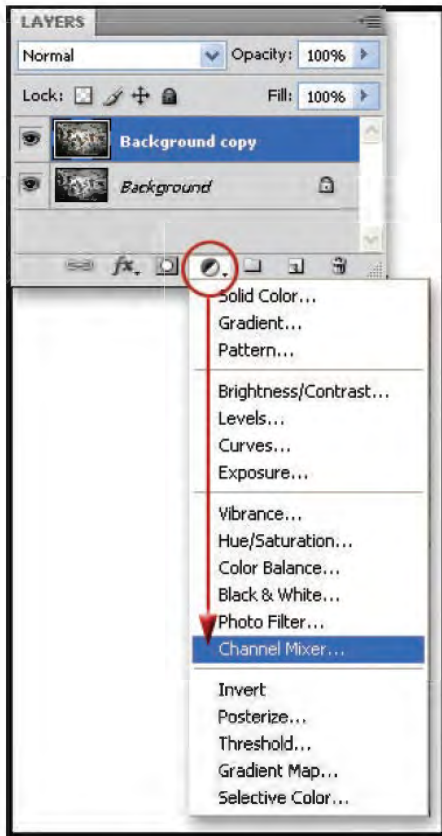 LAYERS
Normal Opacity: 100%
Lock: Fill: 100%
Background copy
Background
fx.
Solid Color...
Gradient...
Pattern...
Brightness/Contrast...
Levels...
Curves...
Exposure...
Vibrance...
Hue/Saturation...
Color Balance...
Black & White...
Photo Filter...
Channel Mixer...
Invert
Posterize...
Threshold...
Gradient Map...
Selective Color...